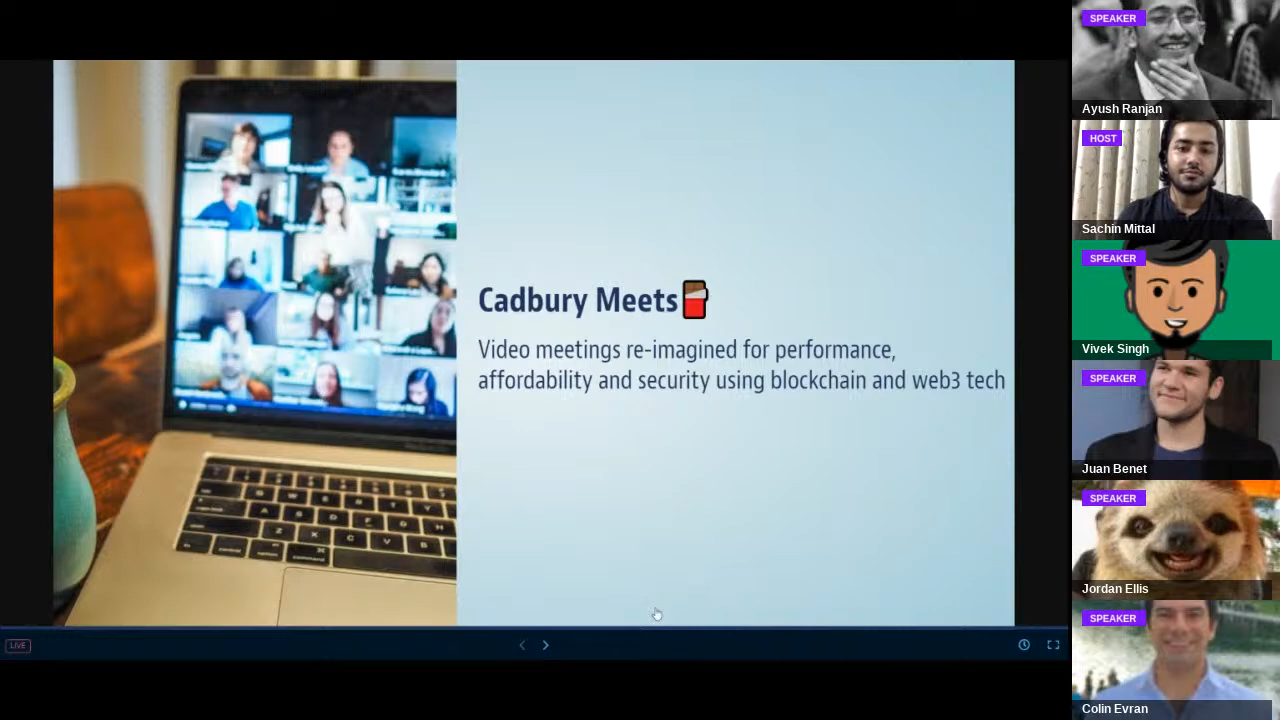 Cadbury Meets
Video meetings re-imagined for performance,
affordability and security using blockchain and web3 tech
LIVE
SPEAKER
Ayush Ranjan
HOST
Sachin Mittal
SPEAKER
Vivek Singh
SPEAKER
Juan Benet
SPEAKER
Jordan Ellis
SPEAKER
Colin Evran